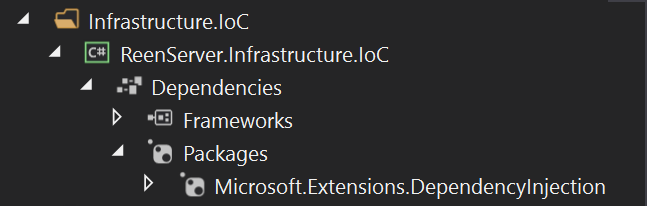 Infrastructure.IoC
C# ReenServer.Infrastructure.IoC
Dependencies
Frameworks
Packages
Microsoft.Extensions.DependencyInjection